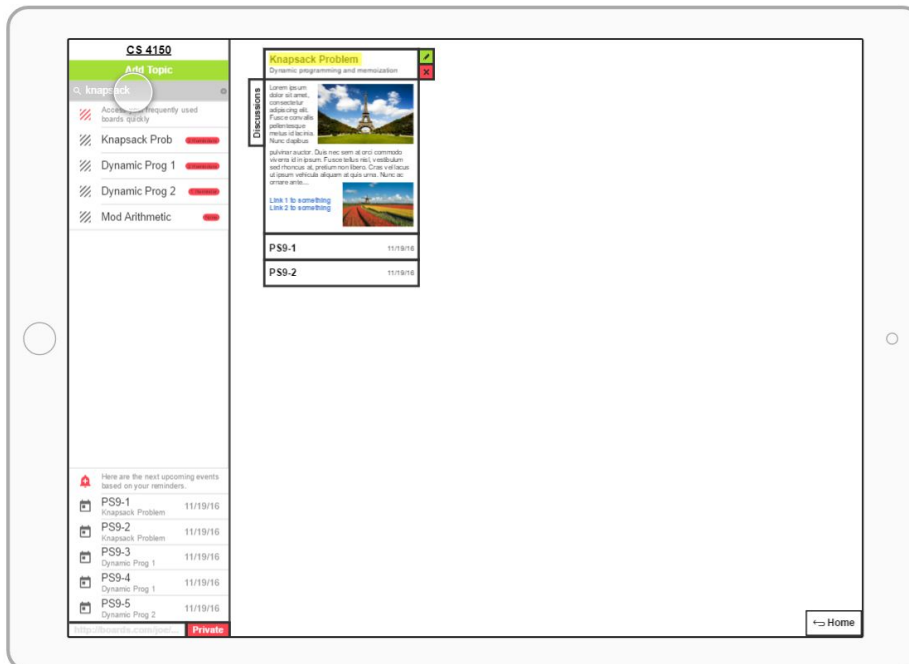 CS 4150
Add Topic
knapsack
Access your frequently used
boards quickly
Knapsack Prob
Dynamic Prog 1
Dynamic Prog 2
Mod Arithmetic
Here are the next upcoming events
based on your reminders.
PS9-1 11/19/16
Knapsack Problem
PS9-2 11/19/16
Knapsack Problem
PS9-3 11/19/16
Dynamic Prog 1
PS9-4 11/19/16
Dynamic Prog 1
PS9-5 11/19/16
Dynamic Prog 2
http://boards.com/joel... Private
Knapsack Problem
Dynamic programming and memoization
Discussions
Lorem ipsum
dolor sit amet,
consectetur
adipiscing elit.
Fusce convallis
pellentesque
metus id lacinia.
Nunc dapibus
pulvinar auctor. Duis nec sem at orci commodo
viverra id in ipsum. Fusce tellus nisl, vestibulum
sed rhoncus at, pretium non libero. Cras vel lacus
ut ipsum vehicula aliquam at quis urna. Nunc ac
ornare ante....
Link 1 to something
Link 2 to something
PS9-1 11/19/16
PS9-2 11/19/16
Home